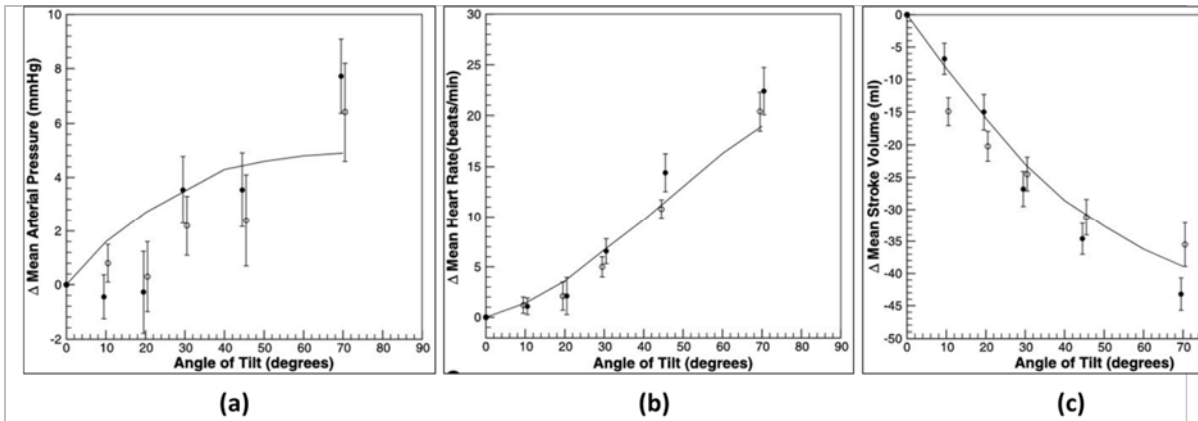 Δ Mean Arterial Pressure (mmHg)
10
8
6
4
2
0
-2
0 10 20 30 40 50 60 70 80 90
Angle of Tilt (degrees)
(a)
Δ Mean Heart Rate(beats/min)
30
25
20
15
10
5
0
0 10 20 30 40 50 60 70 80 90
Angle of Tilt (degrees)
(b)
Δ Mean Stroke Volume (ml)
0
-5
-10
-15
-20
-25
-30
-35
-40
-45
-50
0 10 20 30 40 50 60 70
Angle of Tilt (degrees)
(c)